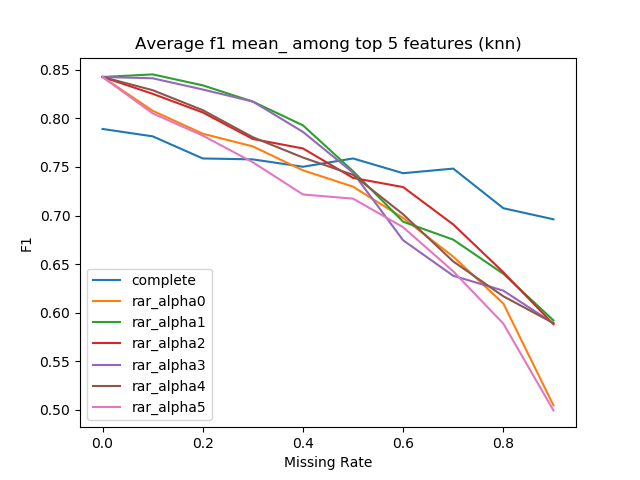 Average f1 mean_ among top 5 features (knn)
0.85
0.80
0.75
0.70
0.65
0.60
0.55
0.50
F1
complete
rar_alpha0
rar_alpha1
rar_alpha2
rar_alpha3
rar_alpha4
rar_alpha5
0.0 0.2 0.4 0.6 0.8
Missing Rate